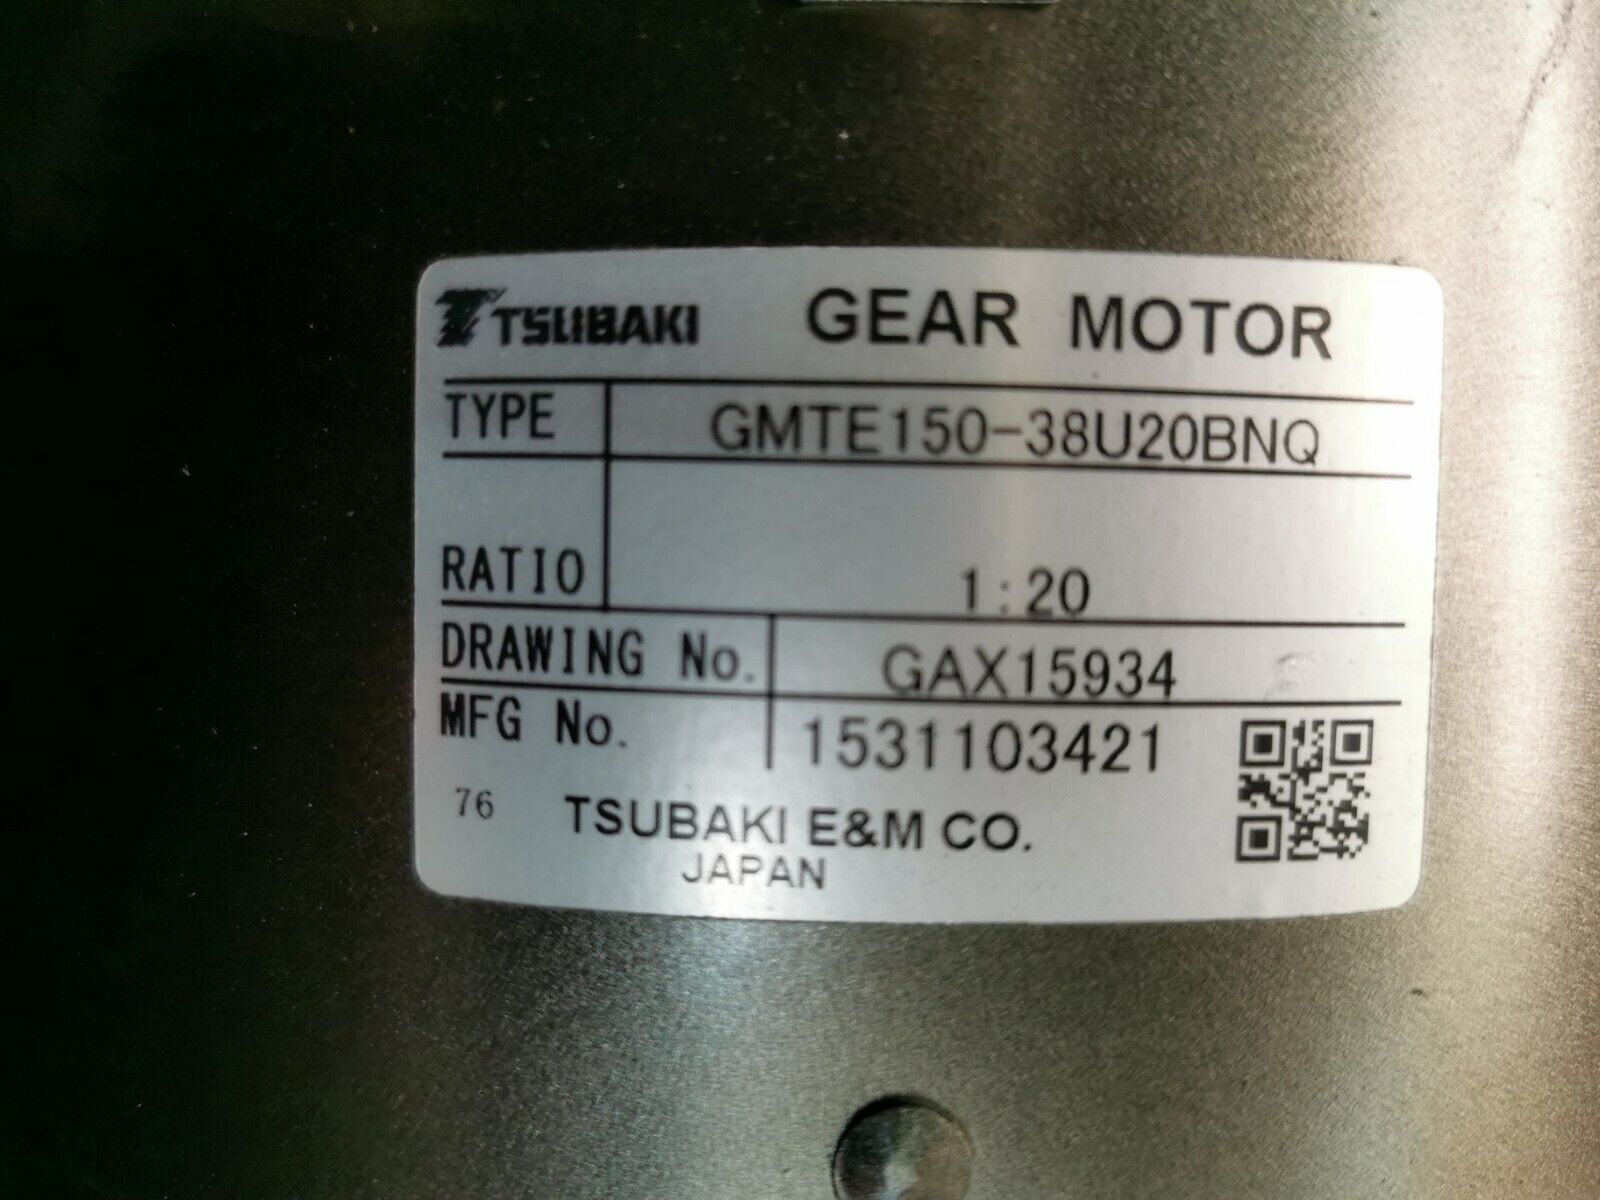 TSUBAKI GEAR MOTOR
TYPE GMTE150-38U20BNQ
RATIO 1:20
DRAWING No. GAX15934
MFG No. 1531103421
76 TSUBAKI E&M CO.
JAPAN